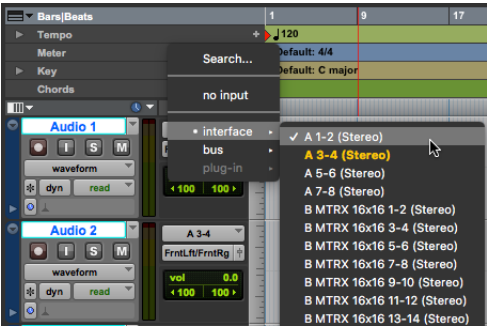 Bars|Beats 1 9 17
Tempo + 120
Meter Default: 4/4
Key Default: C major
Chords
Search...
no input
interface
bus
plug-in
✓ A 1-2 (Stereo)
A 3-4 (Stereo)
A 5-6 (Stereo)
A 7-8 (Stereo)
B MTRX 16x16 1-2 (Stereo)
B MTRX 16x16 3-4 (Stereo)
B MTRX 16x16 5-6 (Stereo)
B MTRX 16x16 7-8 (Stereo)
B MTRX 16x16 9-10 (Stereo)
B MTRX 16x16 11-12 (Stereo)
B MTRX 16x16 13-14 (Stereo)
Audio 1
I S M
waveform
dyn read
100 100
Audio 2
I S M
waveform
dyn read
A 3-4
FrntLft/FrntRg
vol 0.0
100 100